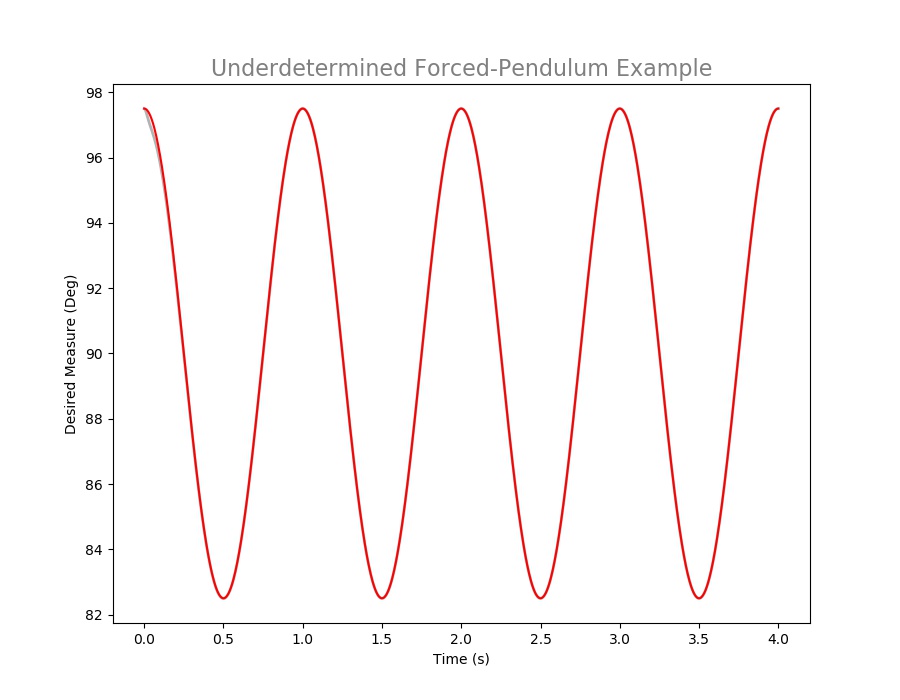 Underdetermined Forced-Pendulum Example
98
96
94
92
90
88
86
84
82
Desired Measure (Deg)
0.0 0.5 1.0 1.5 2.0 2.5 3.0 3.5 4.0
Time (s)